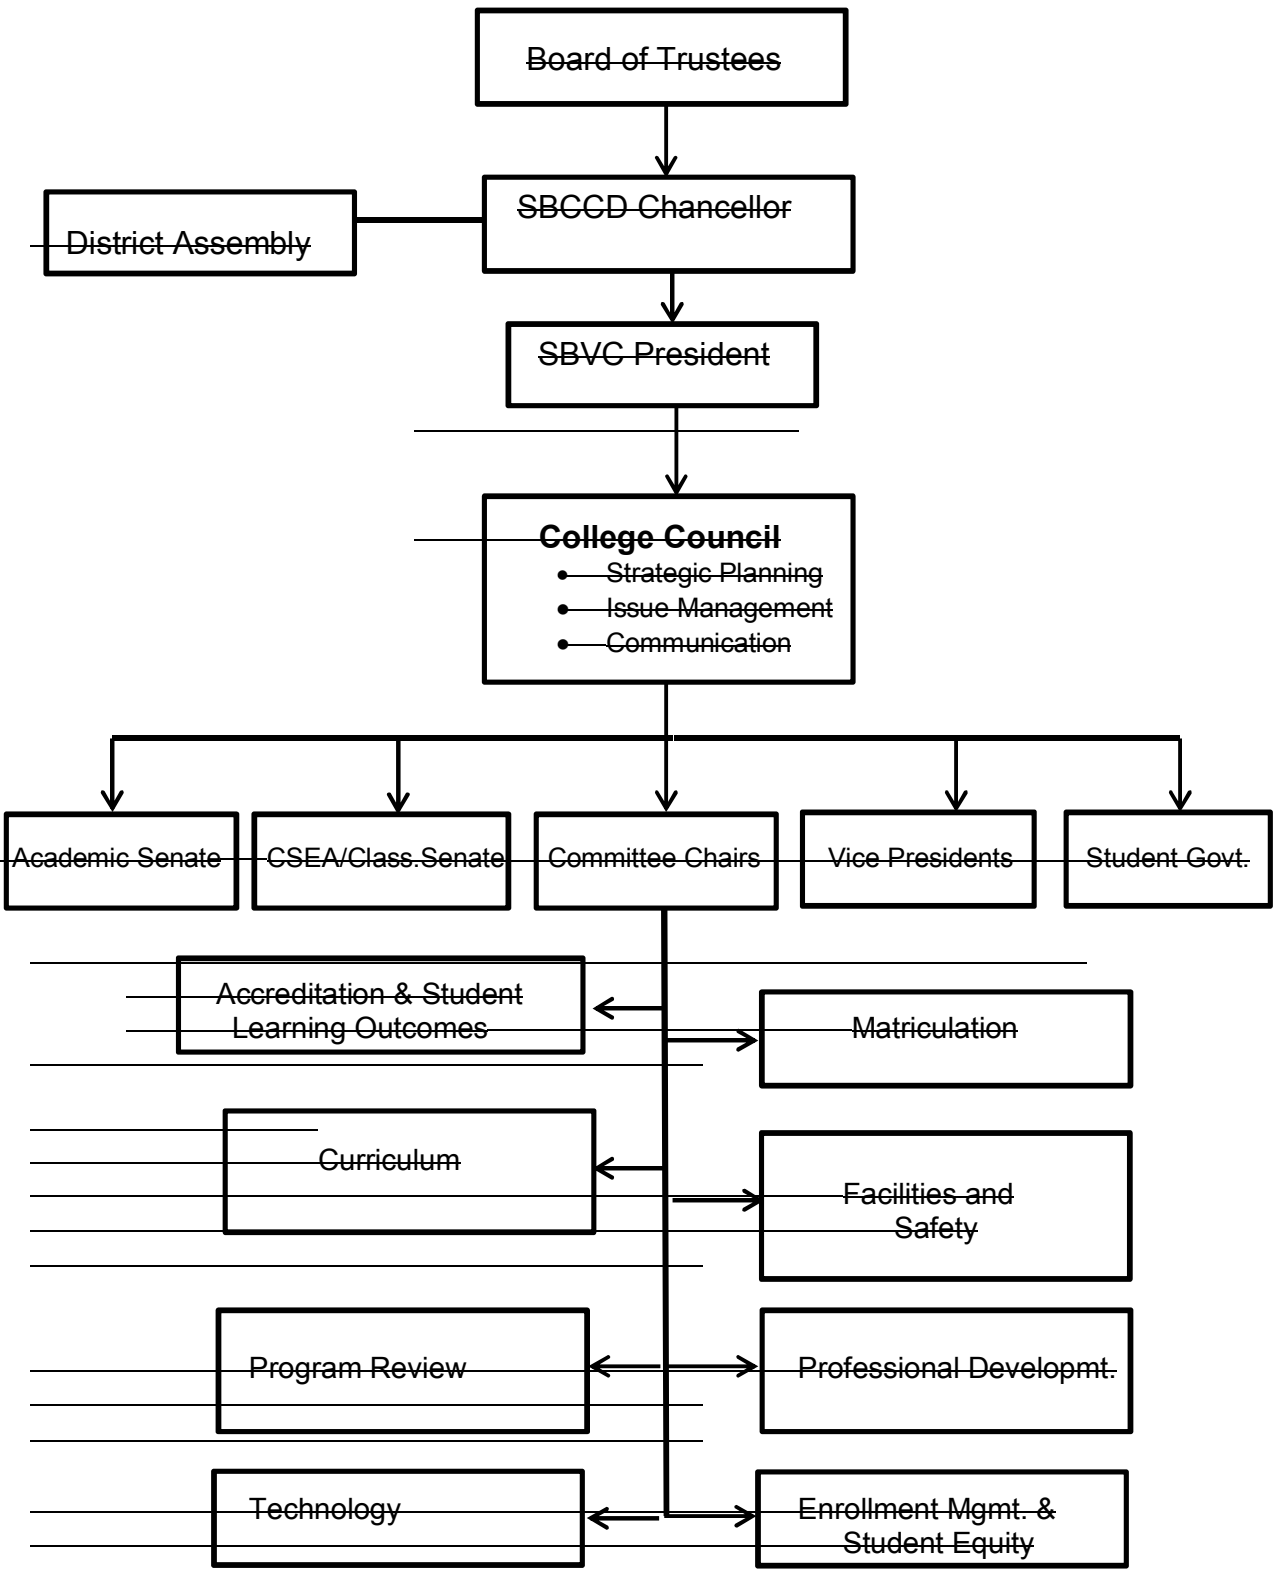 Board of Trustees
SBCCD Chancellor
District Assembly
SBVC President
College Council
• Strategic Planning
• Issue Management
• Communication
Academic Senate
CSEA/Class.Senate
Committee Chairs
Vice Presidents
Student Govt.
Accreditation & Student
Learning Outcomes
Matriculation
Curriculum
Facilities and
Safety
Program Review
Professional Developmt.
Technology
Enrollment Mgmt. &
Student Equity